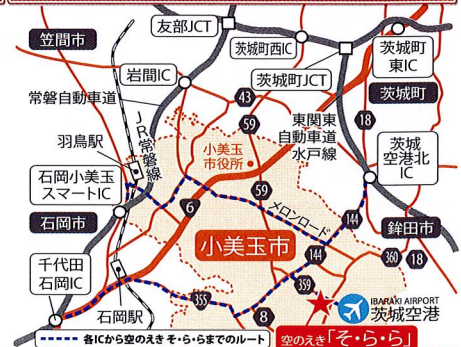 友部JCT
笠間市
茨城町西IC
茨城町
東IC
岩間IC
茨城町JCT
茨城町
常磐自動車道
43
東関東
自動車道
水戸線
18
羽鳥駅
JR常磐線
59
小美玉
市役所
茨城
空港北
IC
石岡小美玉
スマートIC
6
59
メロンロード
144
石岡市
小美玉市
鉾田市
144
360
18
千代田
石岡IC
359
石岡駅
355
8
IBARAKI AIRPORT
茨城空港
各ICから空のえき そ・ら・らまでのルート
空のえき「そ・ら・ら」